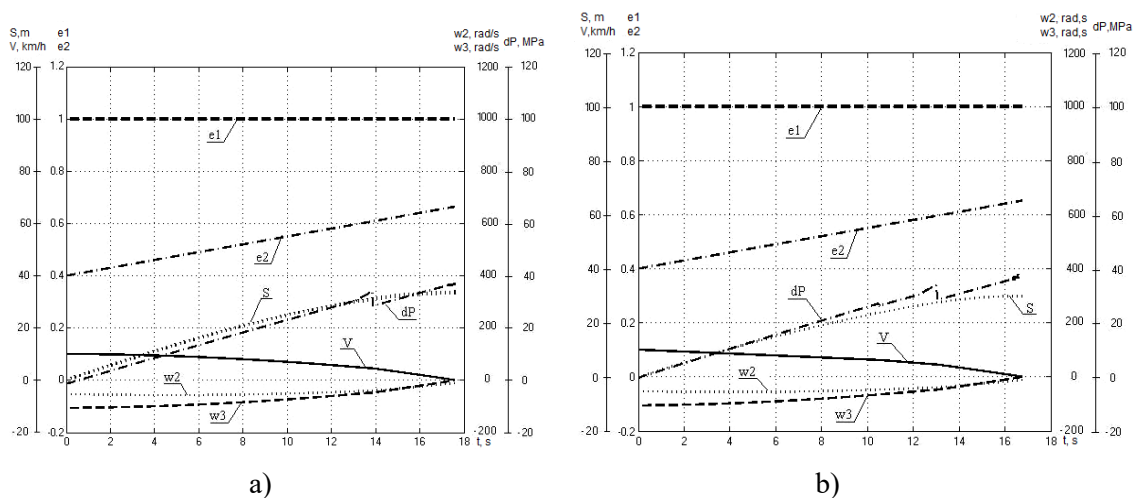 S,m e1
V, km/h e2
w2, rad/s
w3, rad/s dP, MPa
120 1.2 1200 120
100 1 1000 100
e1
80 0.8 800 80
60 0.6 600 60
e2
40 0.4 400 40
S
dP
20 0.2 200 20
V
0 0 0 0
w2
w3
-20 -0.2 -200 -20
0 2 4 6 8 10 12 14 16 18
t, s
a)
S, m e1
V, km/h e2
w2, rad,s
w3, rad,s dP,MPa
120 1.2 1200 120
100 1 1000 100
e1
80 0.8 200 20
60 0.6 600 60
e2
40 0.4 400 40
dP
S
20 0.2 200 20
V
0 0 0 0
w2
w3
-20 -0.2 -200 -20
0 2 4 6 8 10 12 14 16 18
t, s
b)